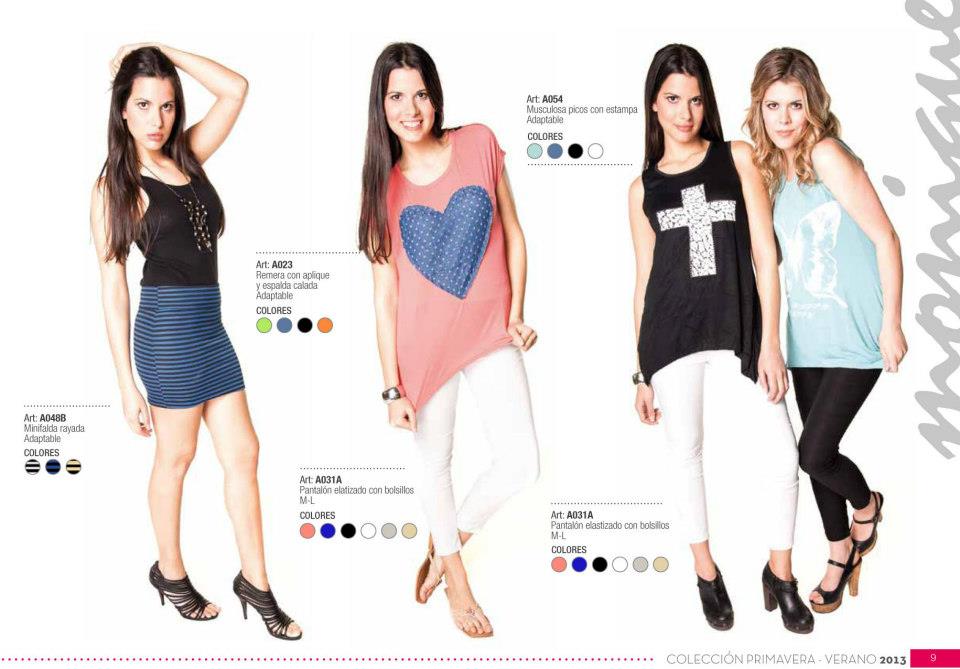 monique
Art: A054
Musculosa picos con estampa
Adaptable
COLORES
Art: A023
Remera con aplique
y espalda calada
Adaptable
COLORES
Art: A048B
Minifalda rayada
Adaptable
COLORES
Art: A031A
Pantalón elatizado con bolsillos
M-L
COLORES
Art: A031A
Pantalón elastizado con bolsillos
M-L
COLORES
COLECCIÓN PRIMAVERA - VERANO 2013
9